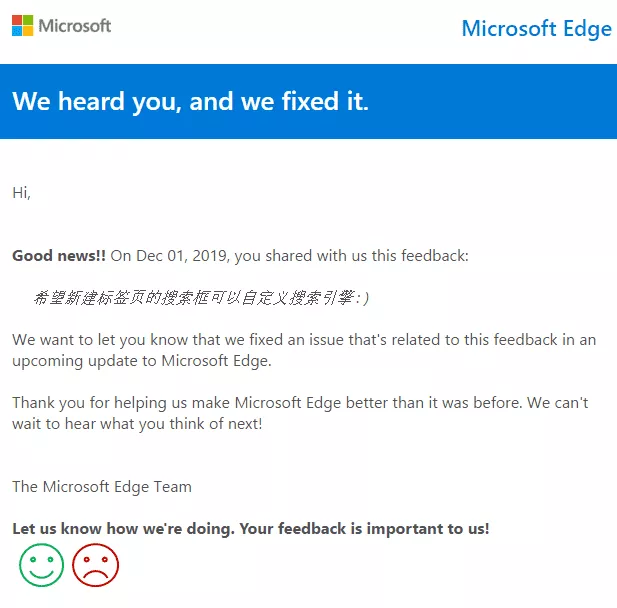 Microsoft
Microsoft Edge
We heard you, and we fixed it.
Hi,
Good news!! On Dec 01, 2019, you shared with us this feedback:
希望新建标签页的搜索框可以自定义搜索引擎 : )
We want to let you know that we fixed an issue that's related to this feedback in an
upcoming update to Microsoft Edge.
Thank you for helping us make Microsoft Edge better than it was before. We can't
wait to hear what you think of next!
The Microsoft Edge Team
Let us know how we're doing. Your feedback is important to us!